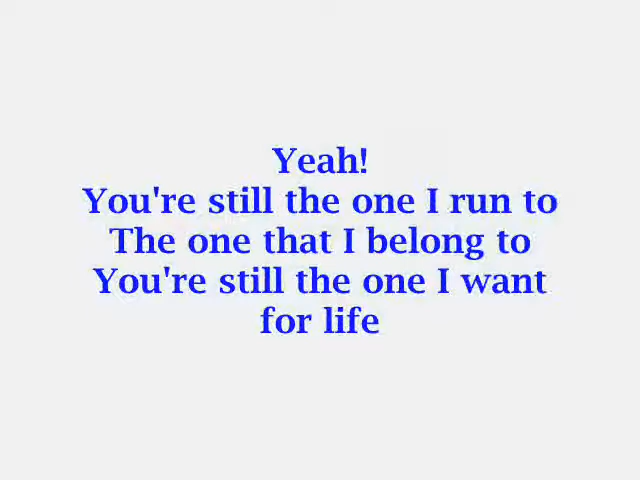 Yeah!
You're still the one I run to
The one that I belong to
You're still the one I want
for life